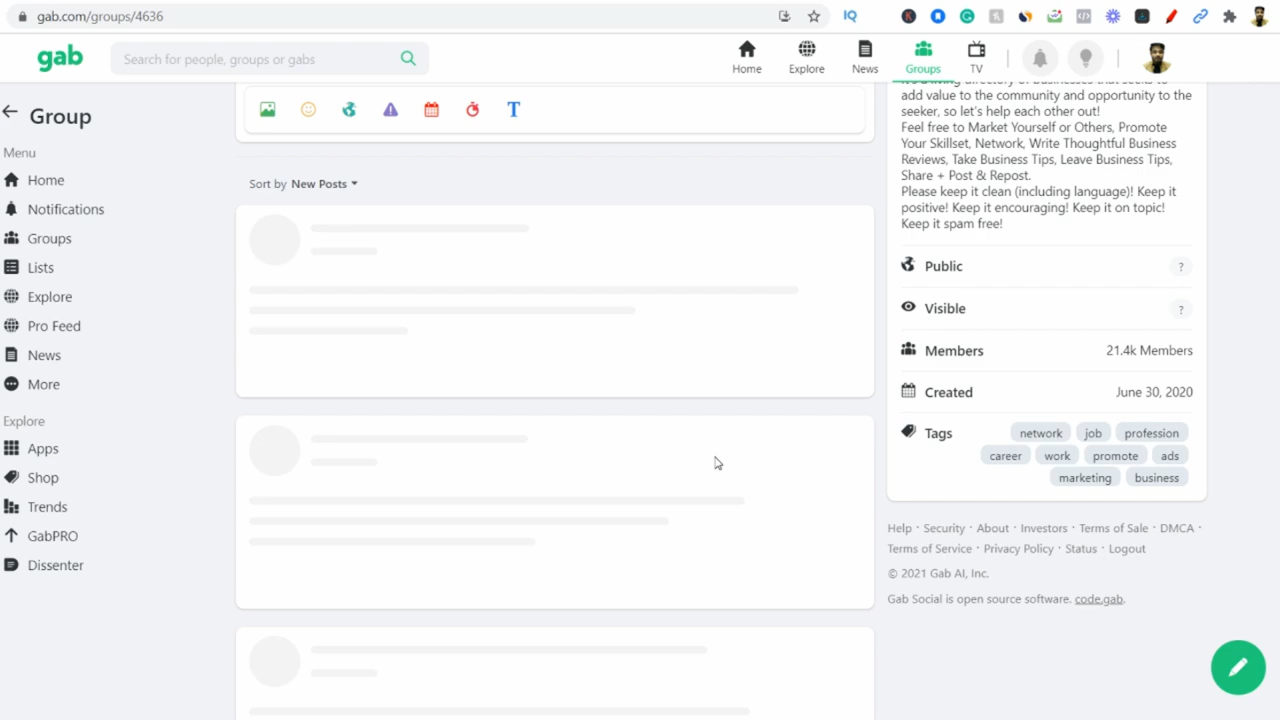 gab.com/groups/4636
IQ
gab
Search for people, groups or gabs
Home
Explore
News
Groups
TV
Group
Menu
Home
Notifications
Groups
Lists
Explore
Pro Feed
News
More
Explore
Apps
Shop
Trends
GabPRO
Dissenter
T
Sort by New Posts
directory of businesses that seeks to
add value to the community and opportunity to the
seeker, so let's help each other out!
Feel free to Market Yourself or Others, Promote
Your Skillset, Network, Write Thoughtful Business
Reviews, Take Business Tips, Leave Business Tips,
Share + Post & Repost.
Please keep it clean (including language)! Keep it
positive! Keep it encouraging! Keep it on topic!
Keep it spam free!
Public ?
Visible ?
Members 21.4k Members
Created June 30, 2020
Tags network job profession
career work promote ads
marketing business
Help · Security · About · Investors · Terms of Sale · DMCA ·
Terms of Service · Privacy Policy · Status · Logout
© 2021 Gab AI, Inc.
Gab Social is open source software. code.gab.